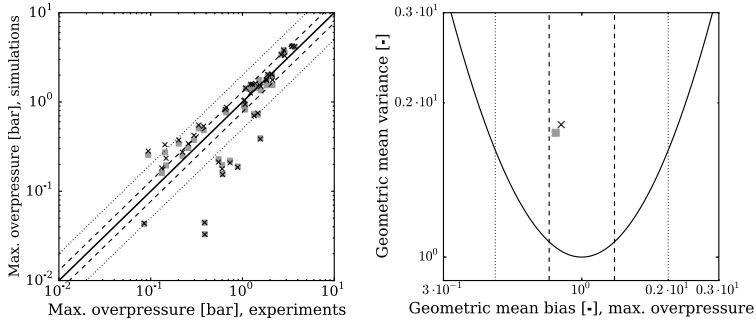 10¹
10⁰
10⁻¹
10⁻²
10⁻² 10⁻¹ 10⁰ 10¹
Max. overpressure [bar], simulations
Max. overpressure [bar], experiments
0.3·10¹
0.2·10¹
10⁰
3·10⁻¹ 10⁰ 0.2·10¹ 0.3·10¹
Geometric mean variance [-]
Geometric mean bias [-], max. overpressure